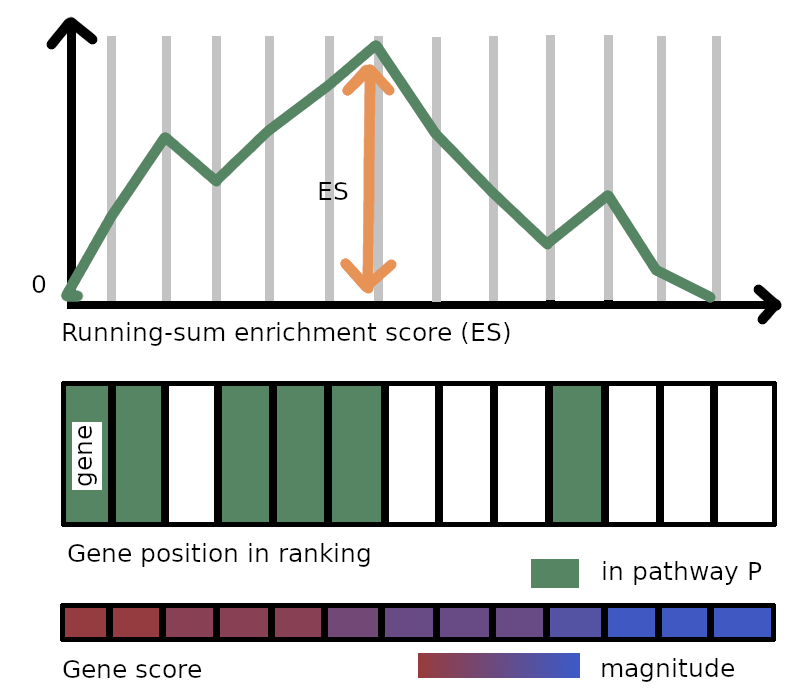 ES
0
Running-sum enrichment score (ES)
gene
Gene position in ranking
in pathway P
Gene score
magnitude